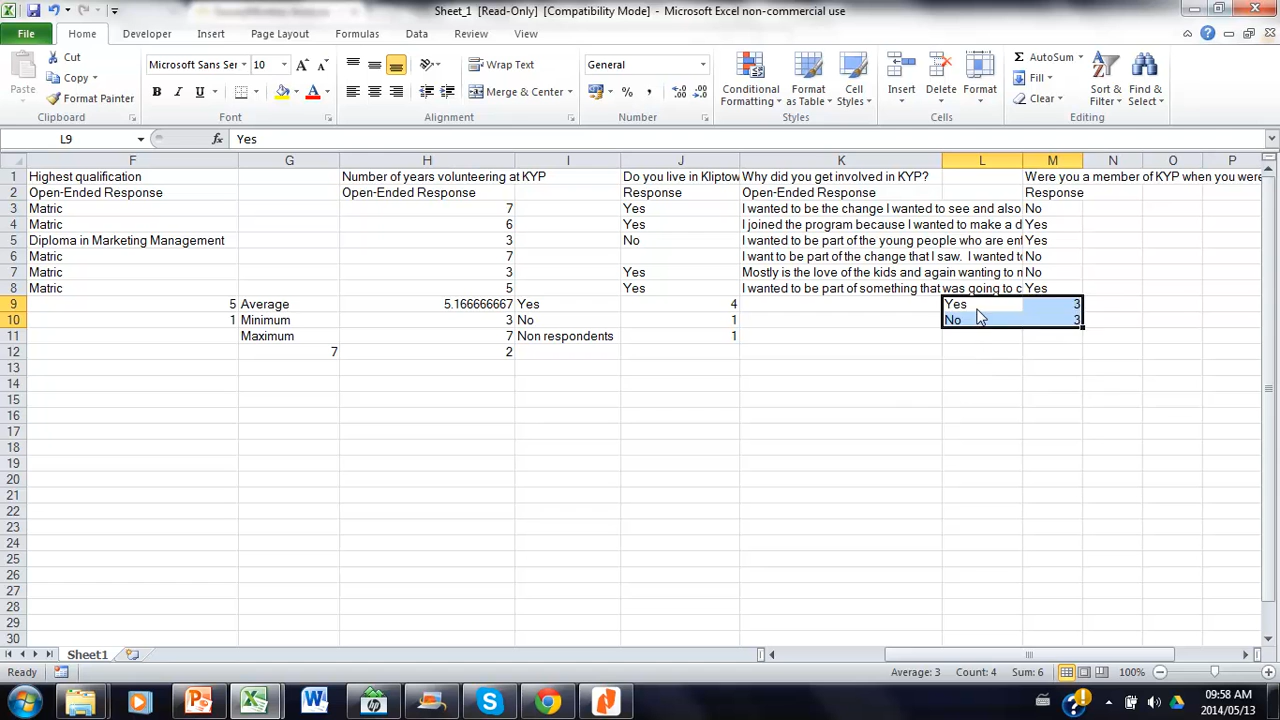 Sheet_1 [Read-Only] [Compatibility Mode] - Microsoft Excel non-commercial use
File Home Developer Insert Page Layout Formulas Data Review View
Cut
Copy
Format Painter
Paste
Clipboard
Microsoft Sans Ser 10
B I U
Font
Wrap Text
Merge & Center
Alignment
General
Number
Conditional Formatting
Format as Table
Cell Styles
Styles
Insert Delete Format
Cells
AutoSum
Fill
Clear
Sort & Filter
Find & Select
Editing
L9 fx Yes
F G H I J K L M N O P
1 Highest qualification Number of years volunteering at KYP Do you live in Kliptow Why did you get involved in KYP? Were you a member of KYP when you were
2 Open-Ended Response Open-Ended Response Response Open-Ended Response Response
3 Matric 7 Yes I wanted to be the change I wanted to see and also No
4 Matric 6 Yes I joined the program because I wanted to make a d Yes
5 Diploma in Marketing Management 3 No I wanted to be part of the young people who are ent Yes
6 Matric 7 I want to be part of the change that I saw. I wanted to No
7 Matric 3 Yes Mostly is the love of the kids and again wanting to m No
8 Matric 5 Yes I wanted to be part of something that was going to c Yes
9 5 Average 5.166666667 Yes 4 Yes 3
10 1 Minimum 3 No 1 No 3
11 Maximum 7 Non respondents 1
12 7 2
13
14
15
16
17
18
19
20
21
22
23
24
25
26
27
28
29
30
Sheet1
Ready Average: 3 Count: 4 Sum: 6 100%
09:58 AM
2014/05/13